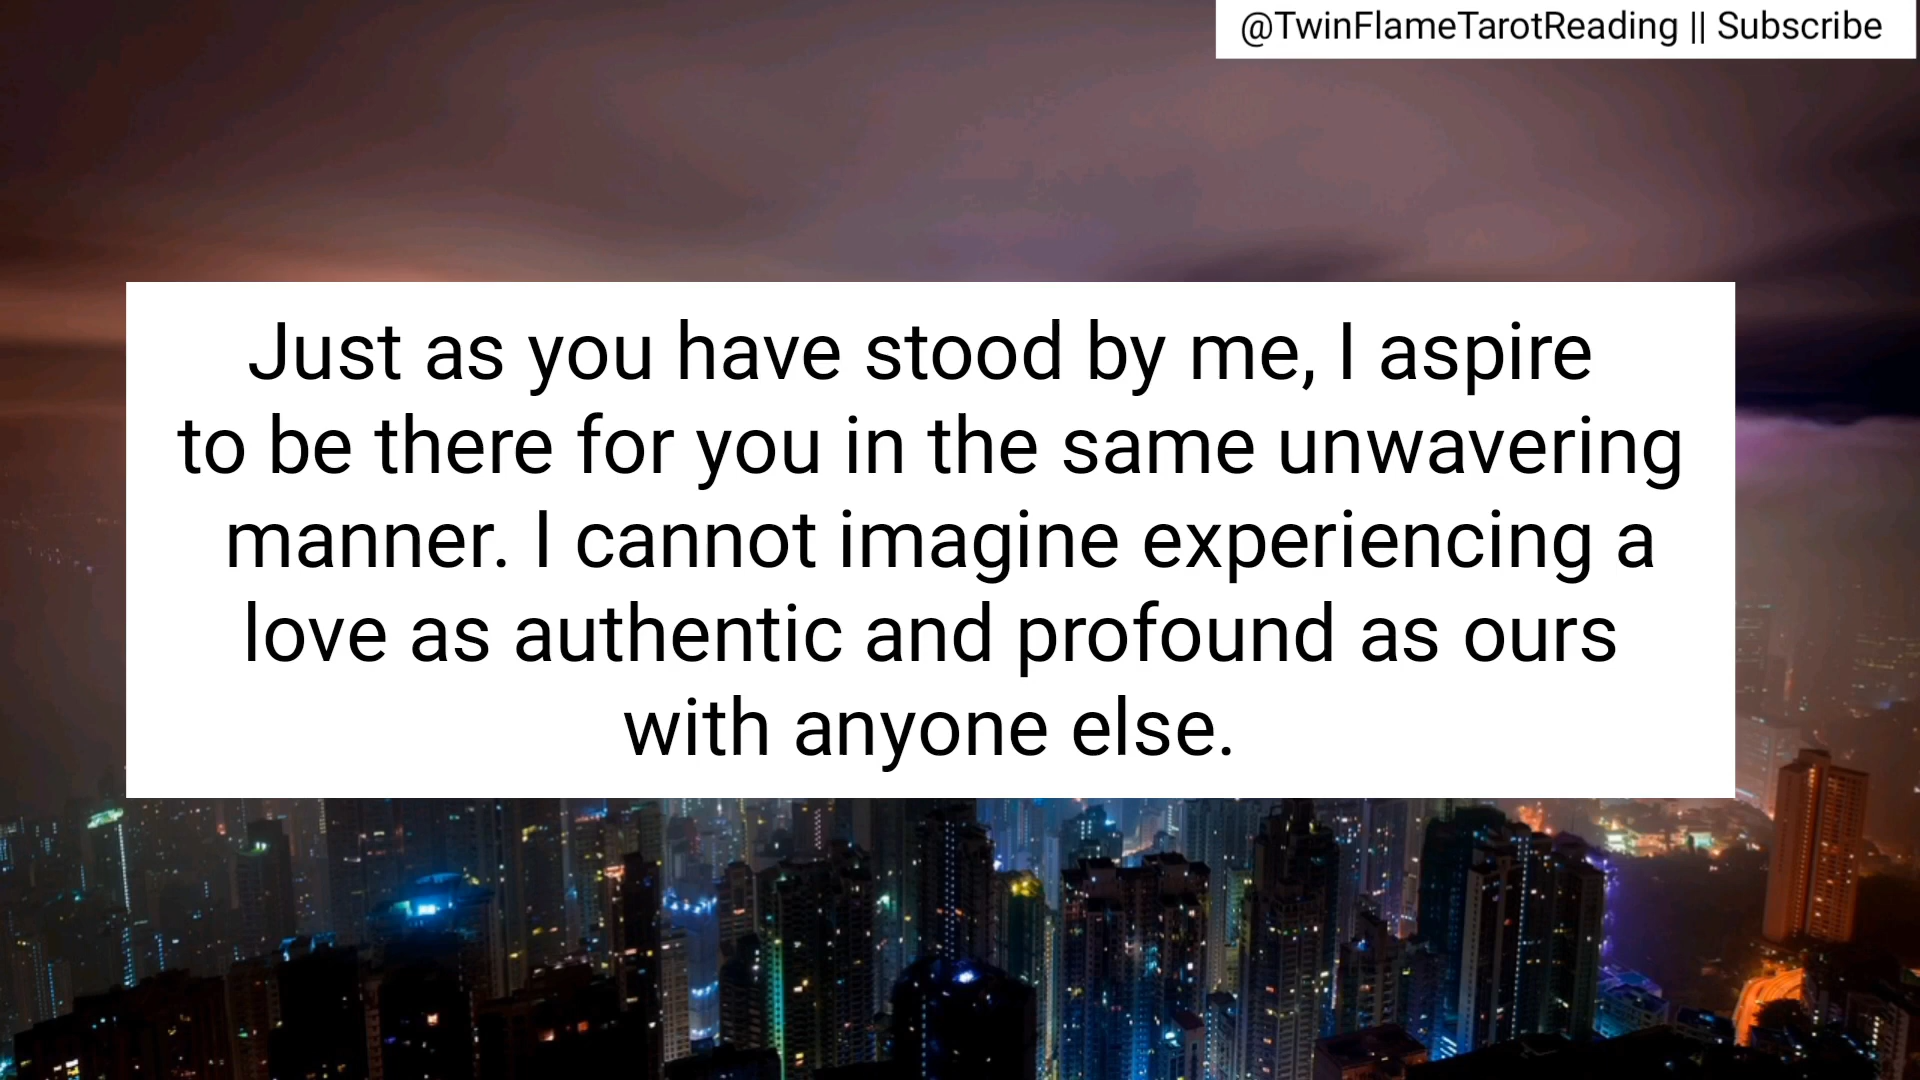 @TwinFlameTarotReading || Subscribe
Just as you have stood by me, I aspire
to be there for you in the same unwavering
manner. I cannot imagine experiencing a
love as authentic and profound as ours
with anyone else.